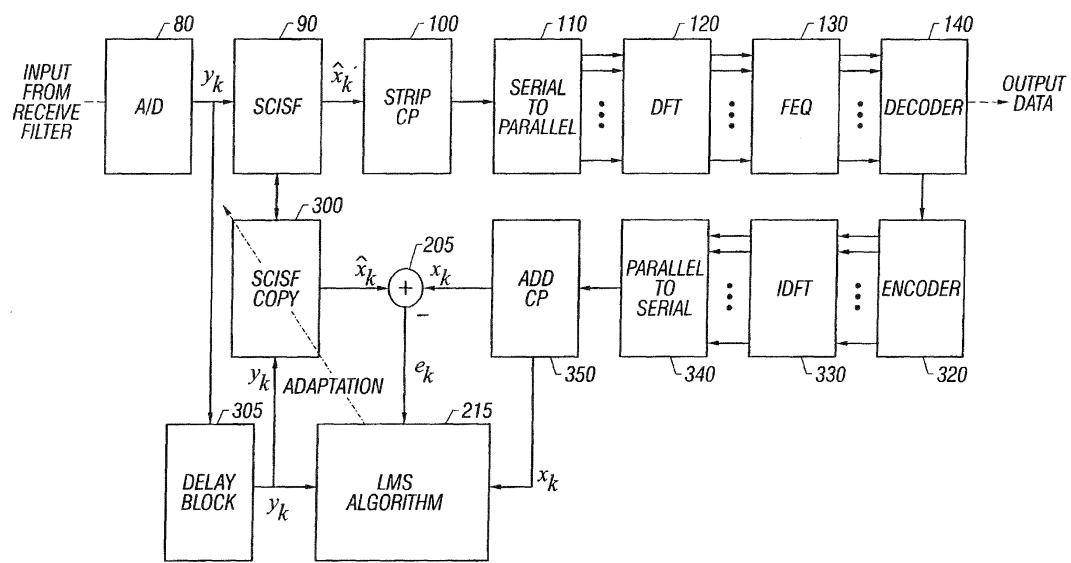 80
90
100
110
120
130
140
INPUT
FROM
RECEIVE
FILTER
A/D
y_k
SCISF
x̂_k'
STRIP
CP
SERIAL
TO
PARALLEL
DFT
FEQ
DECODER
OUTPUT
DATA
300
SCISF
COPY
x̂_k
205
+
−
x_k
ADD
CP
350
PARALLEL
TO
SERIAL
340
IDFT
330
ENCODER
320
y_k
ADAPTATION
e_k
305
DELAY
BLOCK
y_k
215
LMS
ALGORITHM
x_k